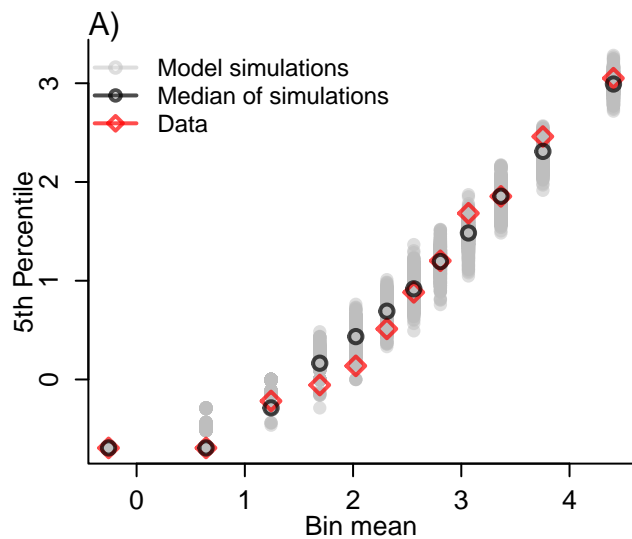 A)
Model simulations
Median of simulations
Data
5th Percentile
3
2
1
0
0 1 2 3 4
Bin mean